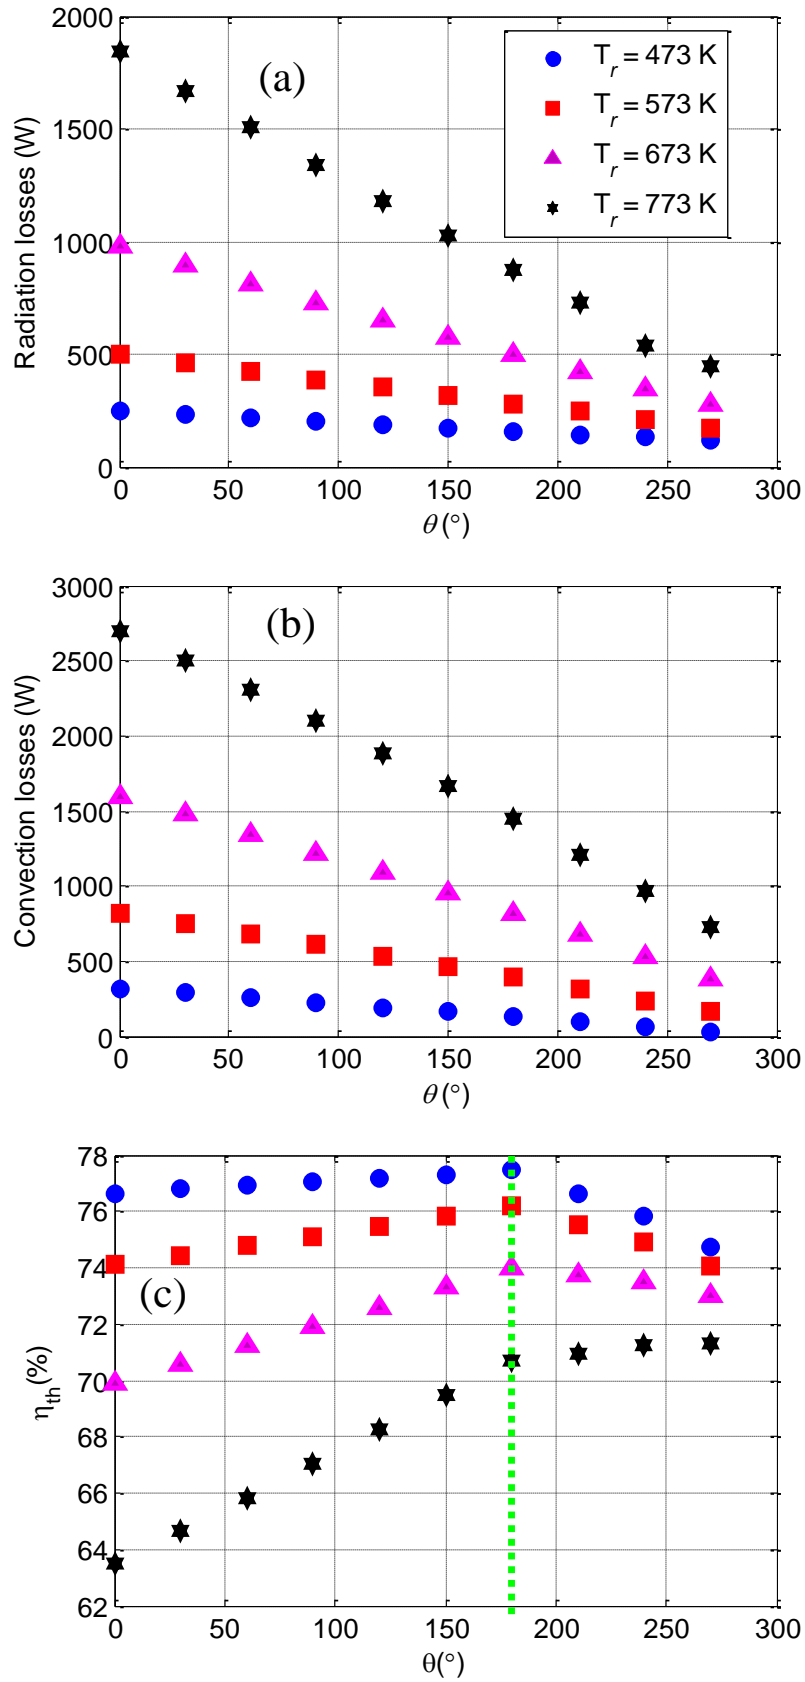 2000
1500
1000
500
0
Radiation losses (W)
(a)
T_r = 473 K
T_r = 573 K
T_r = 673 K
T_r = 773 K
0 50 100 150 200 250 300
θ (°)
3000
2500
2000
1500
1000
500
0
Convection losses (W)
(b)
0 50 100 150 200 250 300
θ (°)
78
76
74
72
70
68
66
64
62
η_th(%)
(c)
0 50 100 150 200 250 300
θ(°)